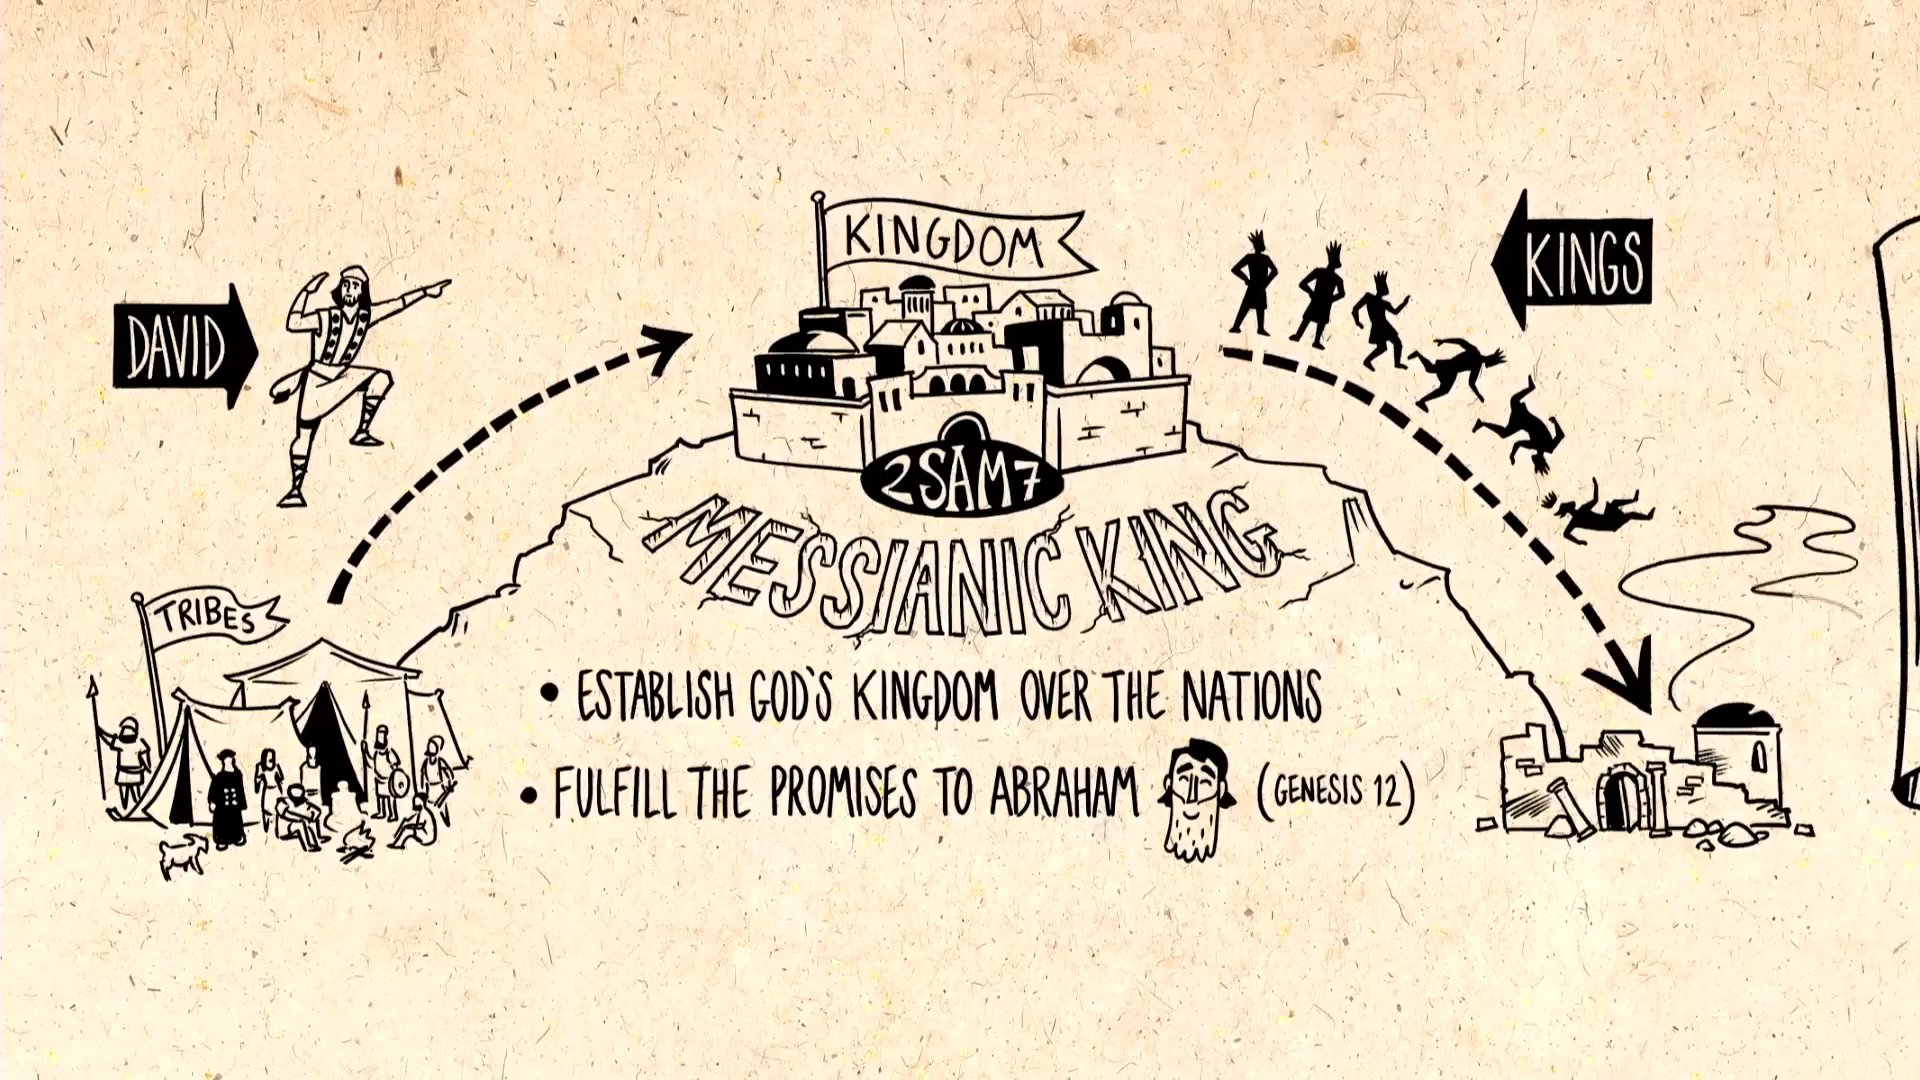 KINGDOM
KINGS
DAVID
2SAM7
MESSIANIC KING
TRIBES
• ESTABLISH GOD'S KINGDOM OVER THE NATIONS
• FULFILL THE PROMISES TO ABRAHAM (GENESIS 12)